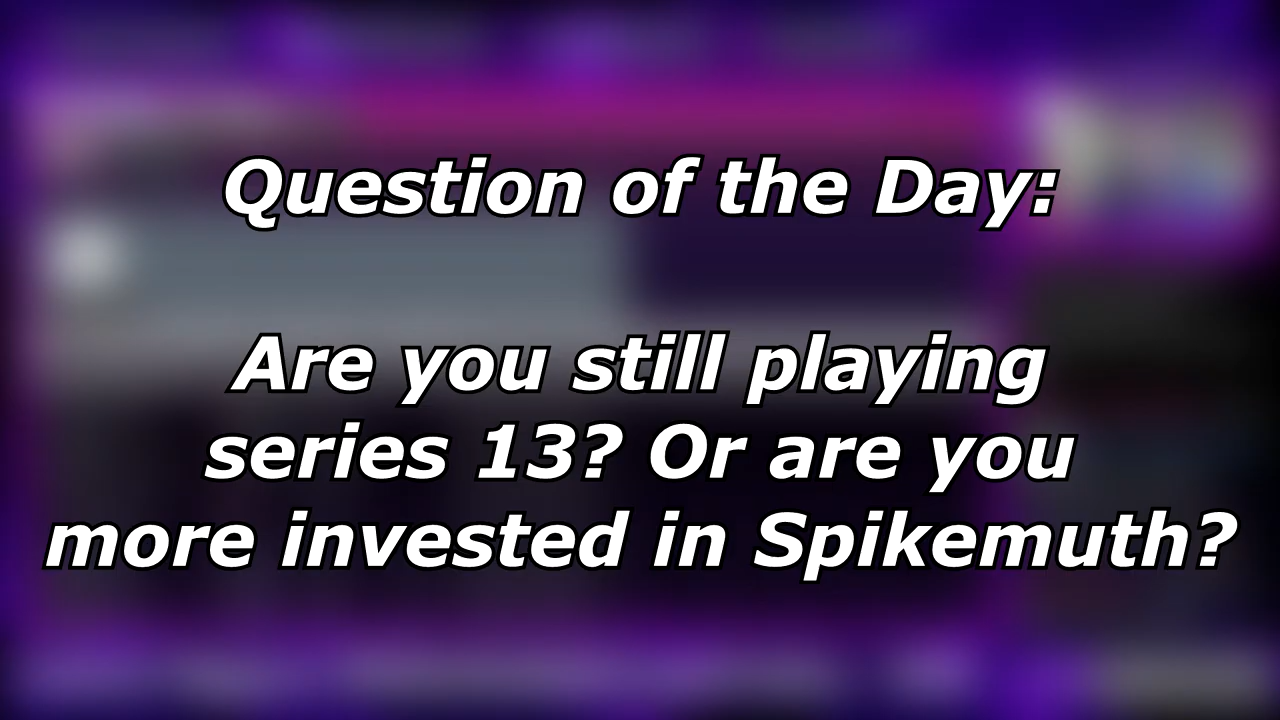 Question of the Day:
Are you still playing
series 13? Or are you
more invested in Spikemuth?